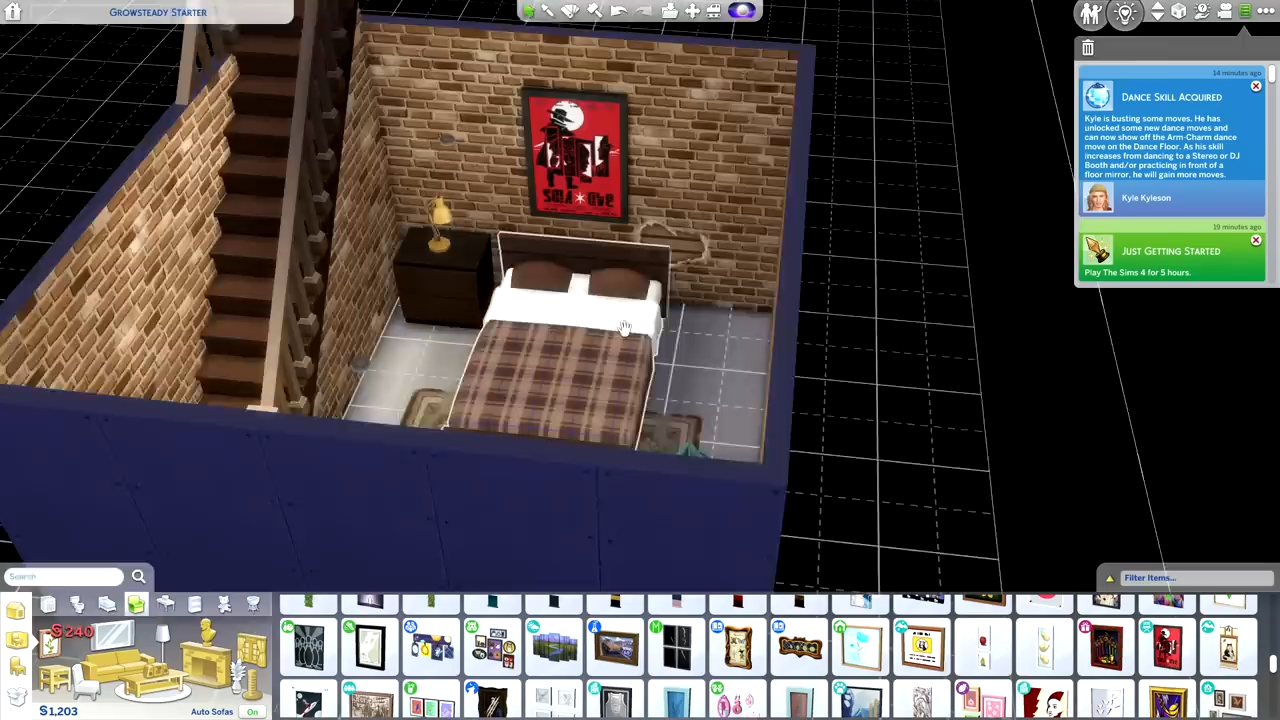 GROWSTEADY STARTER
14 minutes ago
DANCE SKILL ACQUIRED
Kyle is busting some moves. He has
unlocked some new dance moves and
can now show off the Arm-Charm dance
move on the Dance Floor. As his skill
increases from dancing to a Stereo or DJ
Booth and/or practicing in front of a
floor mirror, he will gain more moves.
Kyle Kyleson
19 minutes ago
JUST GETTING STARTED
Play The Sims 4 for 5 hours.
Search
Filter Items...
§240
§1,203
Auto Sofas
On